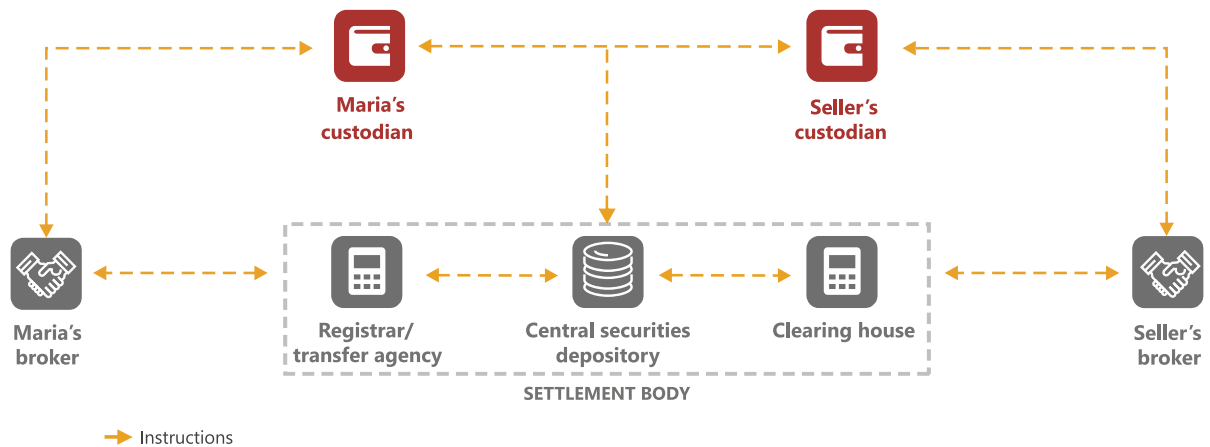 Maria's
custodian
Seller's
custodian
Maria's
broker
Registrar/
transfer agency
Central securities
depository
Clearing house
Seller's
broker
SETTLEMENT BODY
Instructions